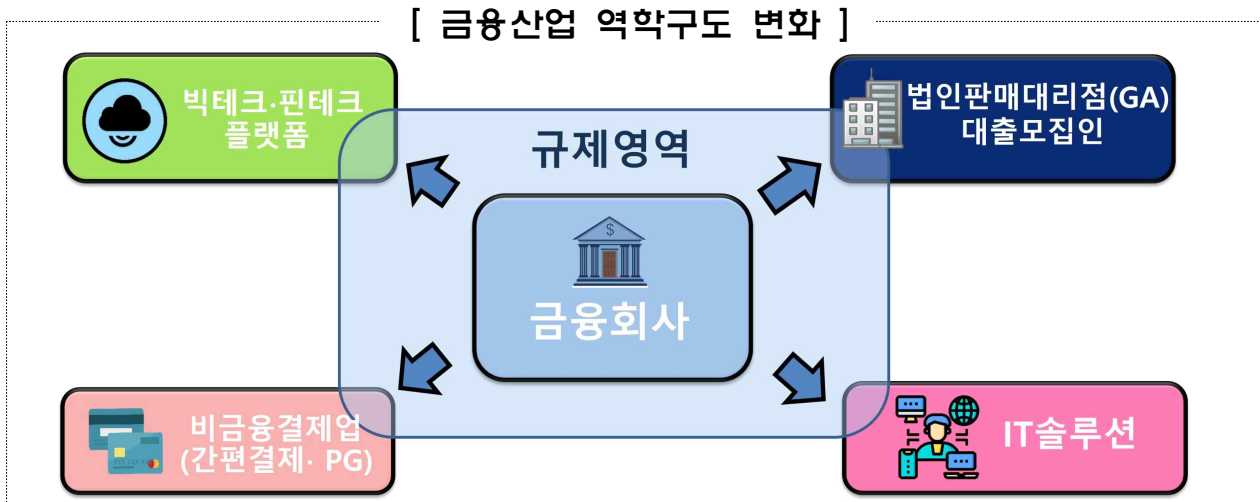 [ 금융산업 역학구도 변화 ]
빅테크·핀테크
플랫폼
법인판매대리점(GA)
대출모집인
규제영역
$
금융회사
비금융결제업
(간편결제· PG)
IT솔루션